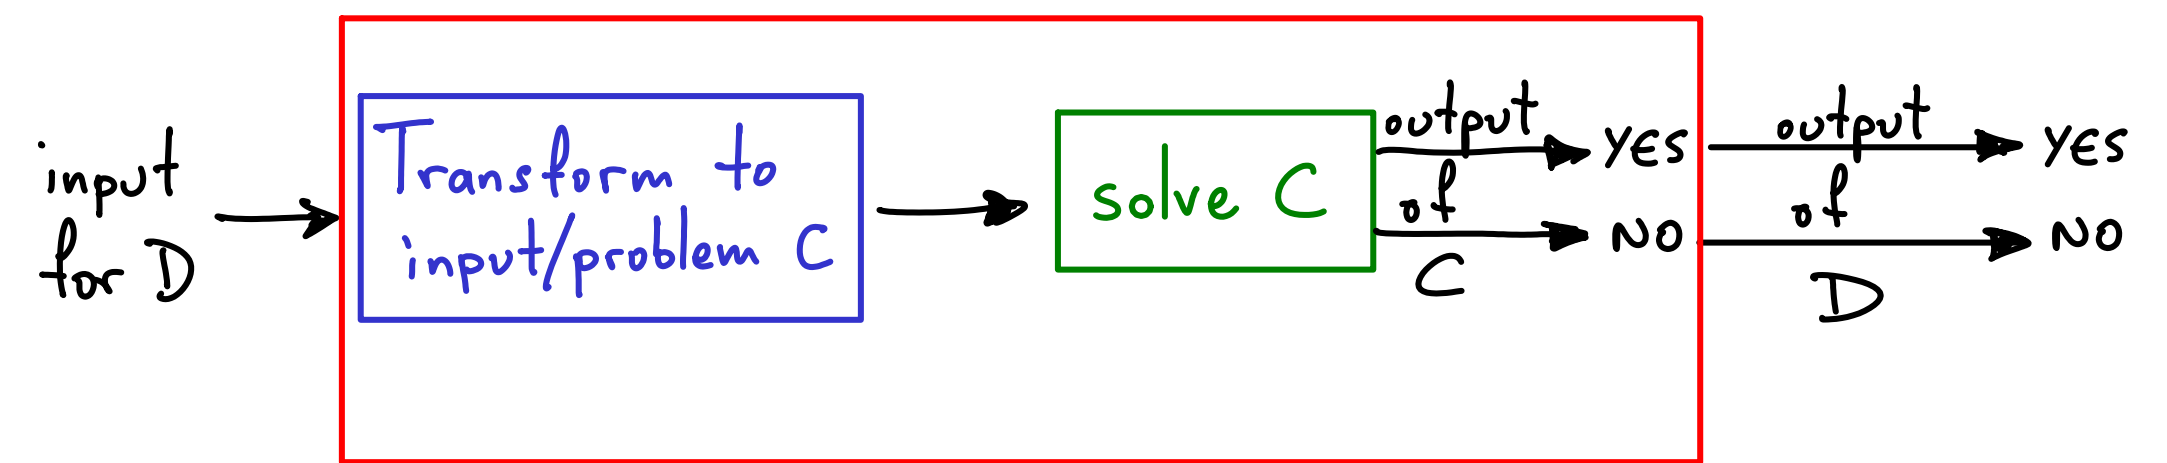 input
for D
Transform to
input/problem C
solve C
output
of
C
YES
NO
output
of
D
YES
NO